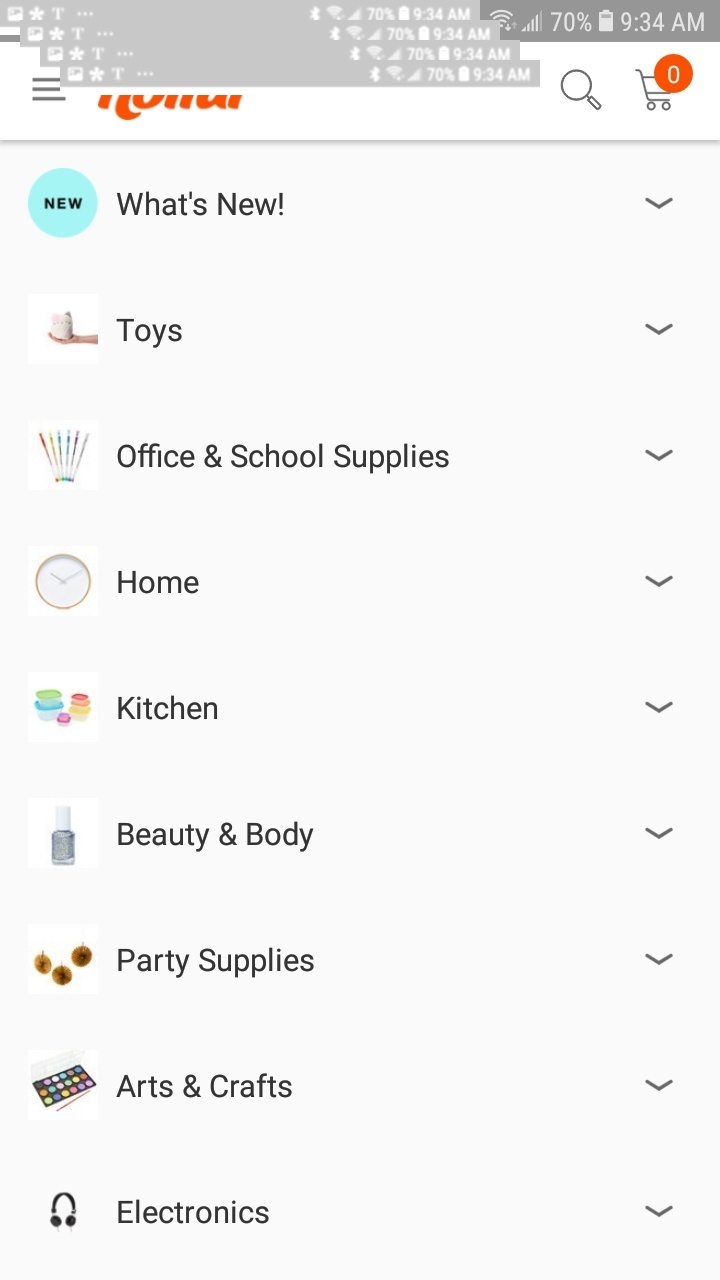 T ... 70% 9:34 AM 70% 9:34 AM
T ... 70% 9:34 AM
T ... 70% 9:34 AM
T ... 70% 9:34 AM
0
NEW What's New!
Toys
Office & School Supplies
Home
Kitchen
Beauty & Body
Party Supplies
Arts & Crafts
Electronics